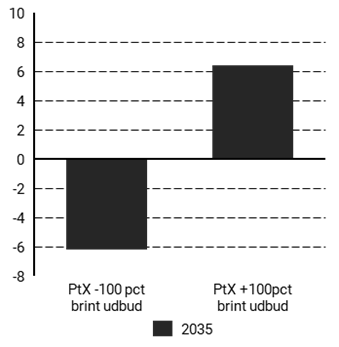 10
8
6
4
2
0
-2
-4
-6
-8
PtX -100 pct
brint udbud
PtX +100pct
brint udbud
2035